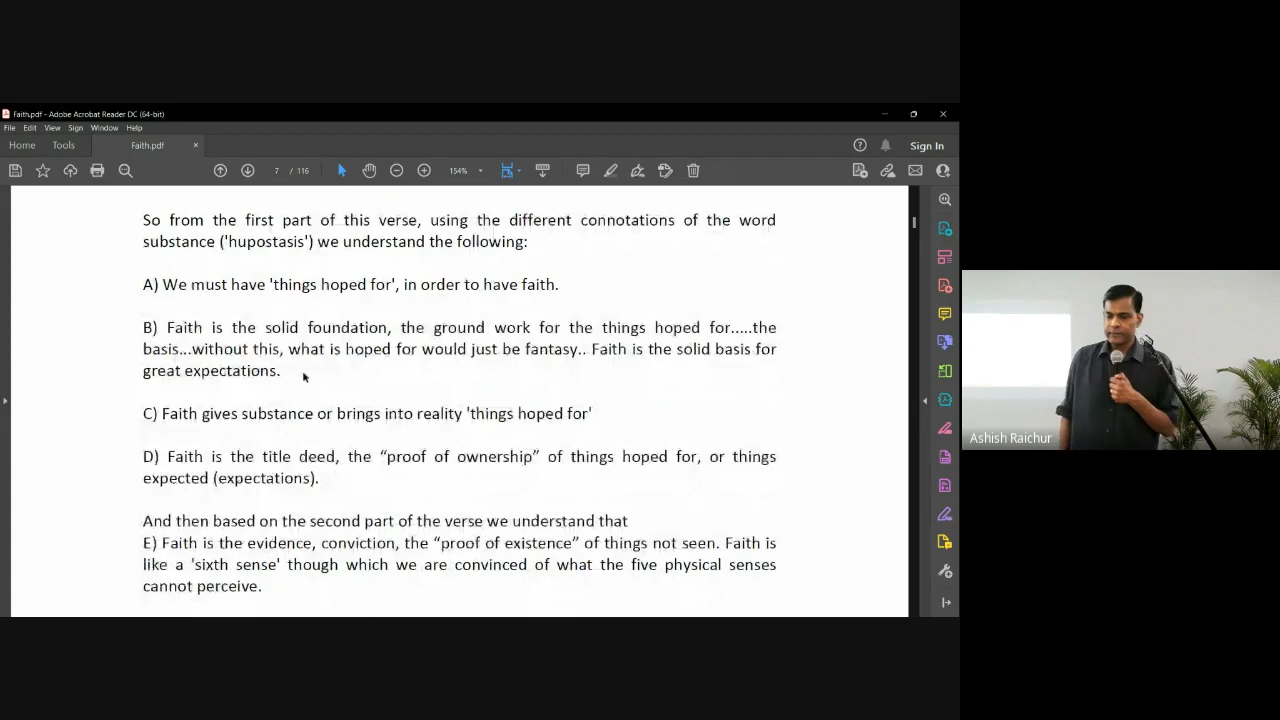 Faith.pdf - Adobe Acrobat Reader DC (64-bit)
File Edit View Sign Window Help
Home Tools Faith.pdf × Sign In
7 / 116 154%
So from the first part of this verse, using the different connotations of the word
substance ('hupostasis') we understand the following:
A) We must have 'things hoped for', in order to have faith.
B) Faith is the solid foundation, the ground work for the things hoped for.....the
basis...without this, what is hoped for would just be fantasy.. Faith is the solid basis for
great expectations.
C) Faith gives substance or brings into reality 'things hoped for'
D) Faith is the title deed, the “proof of ownership” of things hoped for, or things
expected (expectations).
And then based on the second part of the verse we understand that
E) Faith is the evidence, conviction, the “proof of existence” of things not seen. Faith is
like a 'sixth sense' though which we are convinced of what the five physical senses
cannot perceive.
Ashish Raichur